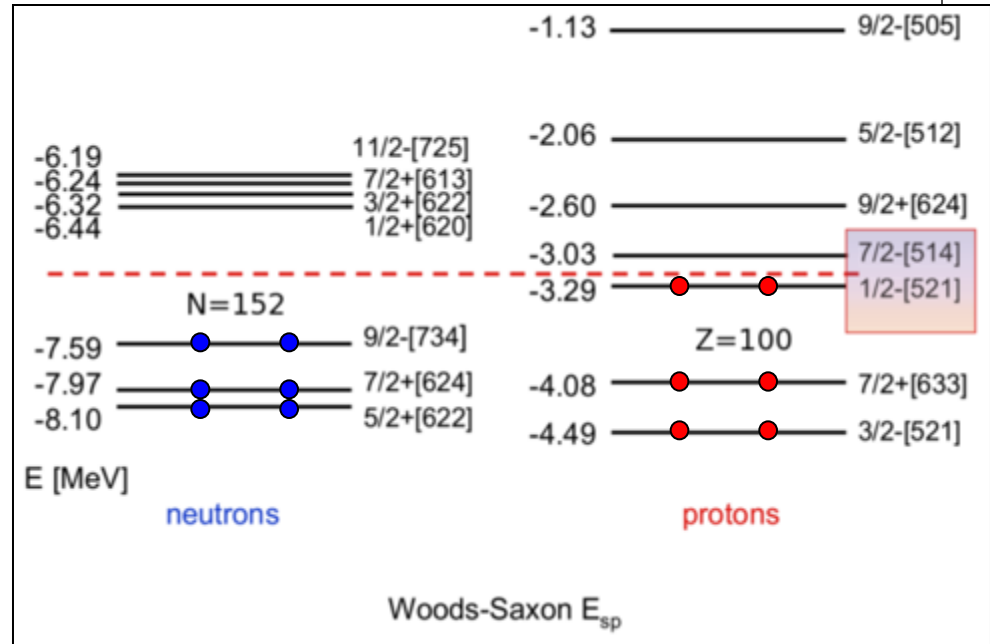 -1.13 9/2-[505]
-2.06 5/2-[512]
-6.19 11/2-[725]
-6.24 7/2+[613]
-6.32 3/2+[622]
-6.44 1/2+[620]
-2.60 9/2+[624]
-3.03 7/2-[514]
-3.29 1/2-[521]
N=152
Z=100
-7.59 9/2-[734]
-7.97 7/2+[624]
-8.10 5/2+[622]
-4.08 7/2+[633]
-4.49 3/2-[521]
E [MeV]
neutrons
protons
Woods-Saxon Esp